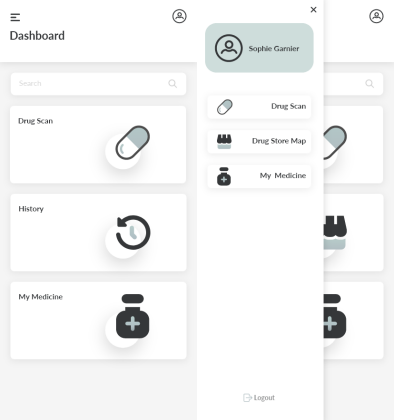 Dashboard
Search
Drug Scan
History
My Medicine
Sophie Garnier
Drug Scan
Drug Store Map
My Medicine
Logout